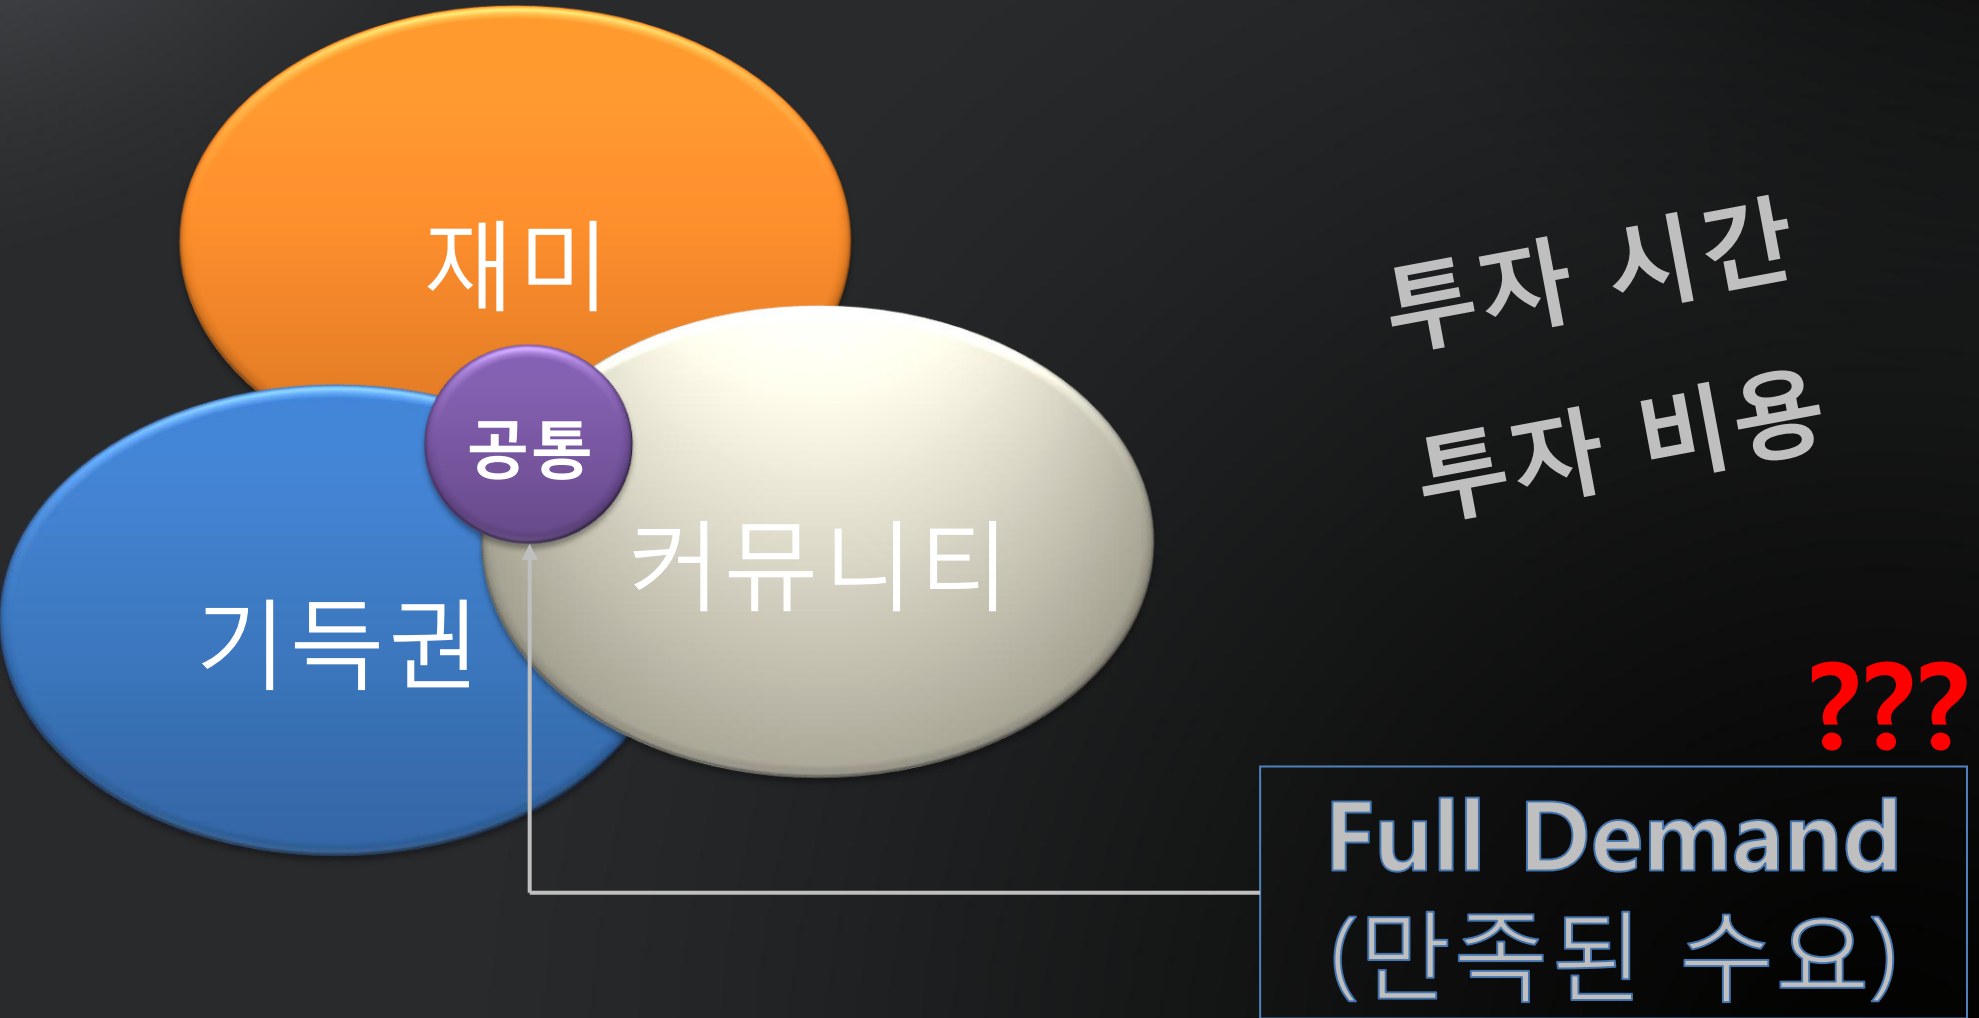 재미
공통
커뮤니티
기득권
투자 시간
투자 비용
???
Full Demand
(만족된 수요)